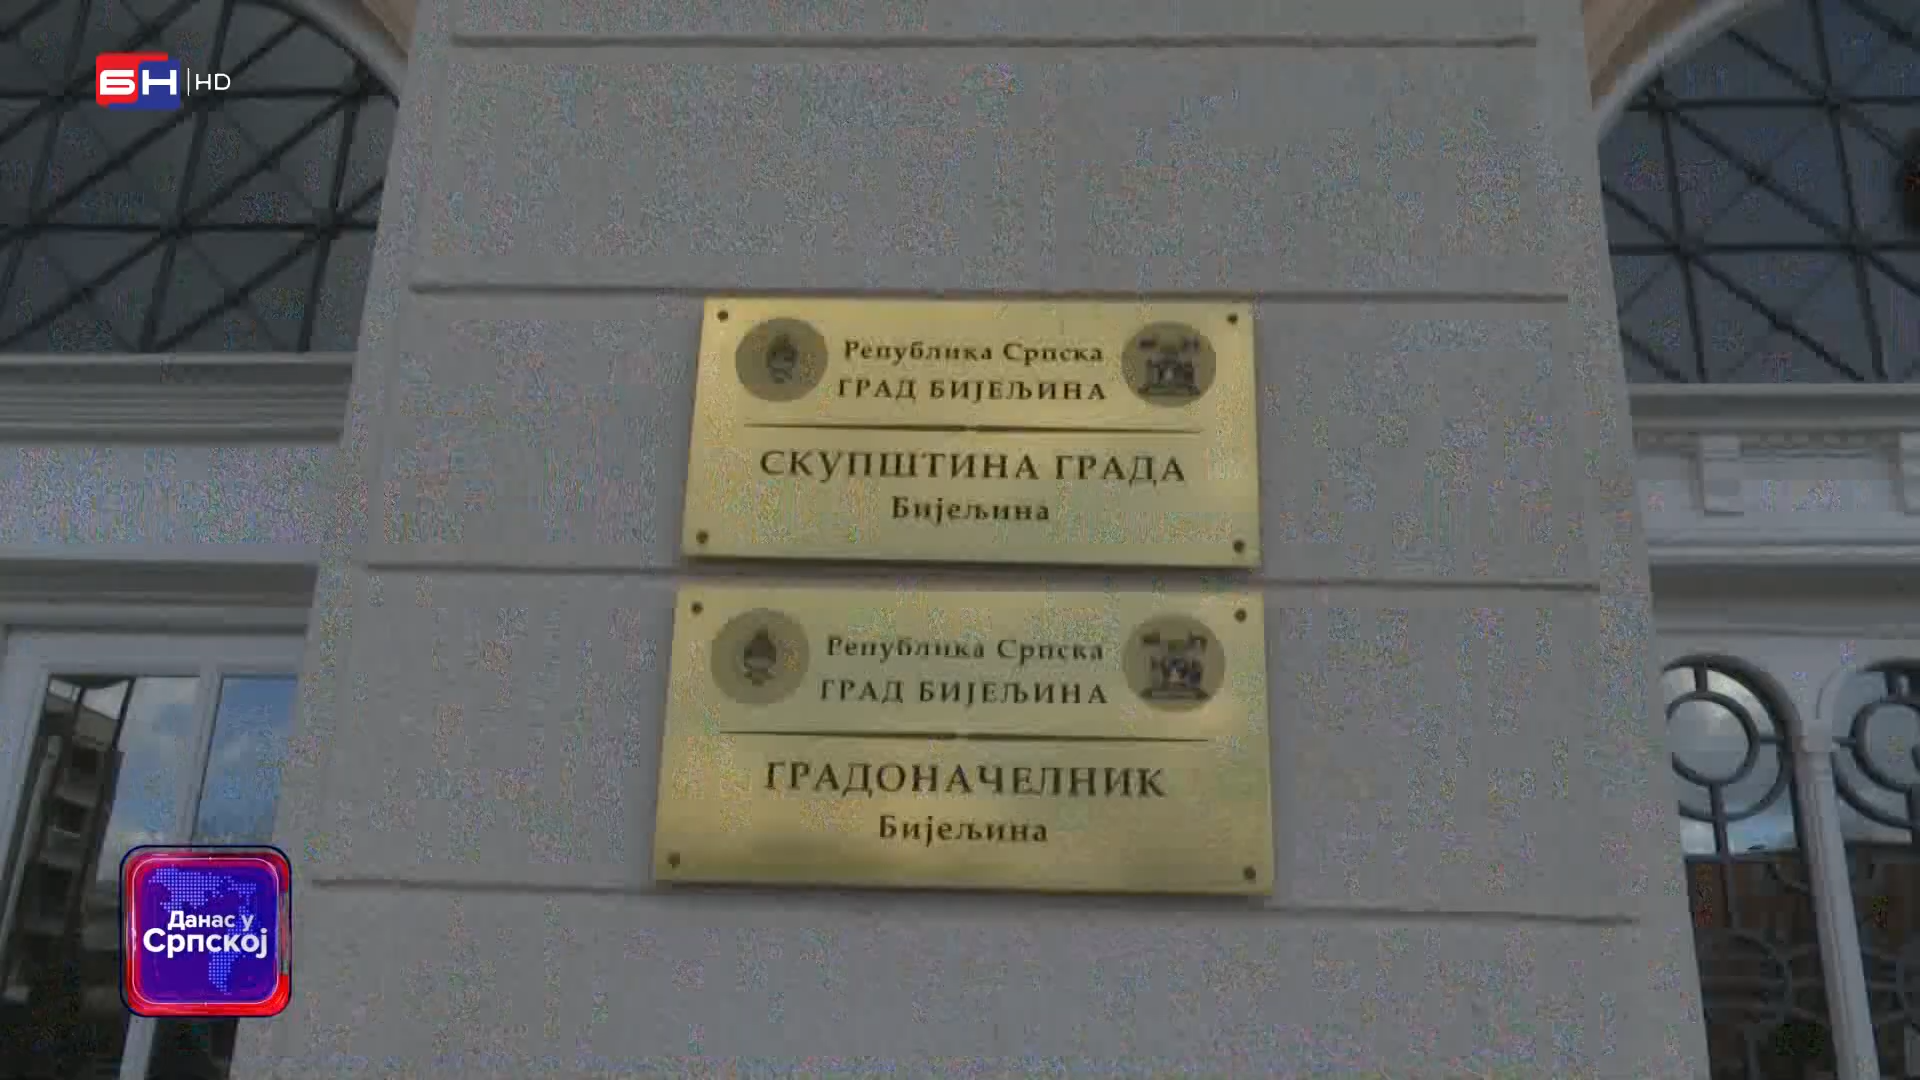 БН HD
Република Српска
ГРАД БИЈЕЉИНА
СКУПШТИНА ГРАДА
Бијељина
Република Српска
ГРАД БИЈЕЉИНА
ГРАДОНАЧЕЛНИК
Бијељина
Данас у
Српској